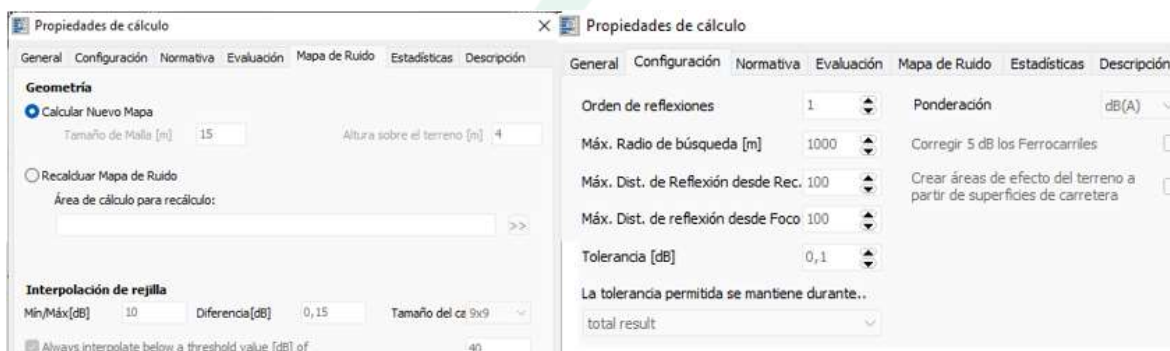 Propiedades de cálculo
General Configuración Normativa Evaluación Mapa de Ruido Estadísticas Descripción
Geometría
Calcular Nuevo Mapa
Tamaño de Malla [m] 15 Altura sobre el terreno [m] 4
Recalcular Mapa de Ruido
Área de cálculo para recálculo:
>>
Interpolación de rejilla
Mín/Máx[dB] 10 Diferencia[dB] 0,15 Tamaño del ca 9x9
Always interpolate below a threshold value [dB] of 40
Propiedades de cálculo
General Configuración Normativa Evaluación Mapa de Ruido Estadísticas Descripción
Orden de reflexiones 1 Ponderación dB(A)
Máx. Radio de búsqueda [m] 1000 Corregir 5 dB los Ferrocarriles
Máx. Dist. de Reflexión desde Rec. 100 Crear áreas de efecto del terreno a
partir de superficies de carretera
Máx. Dist. de reflexión desde Foco 100
Tolerancia [dB] 0,1
La tolerancia permitida se mantiene durante..
total result